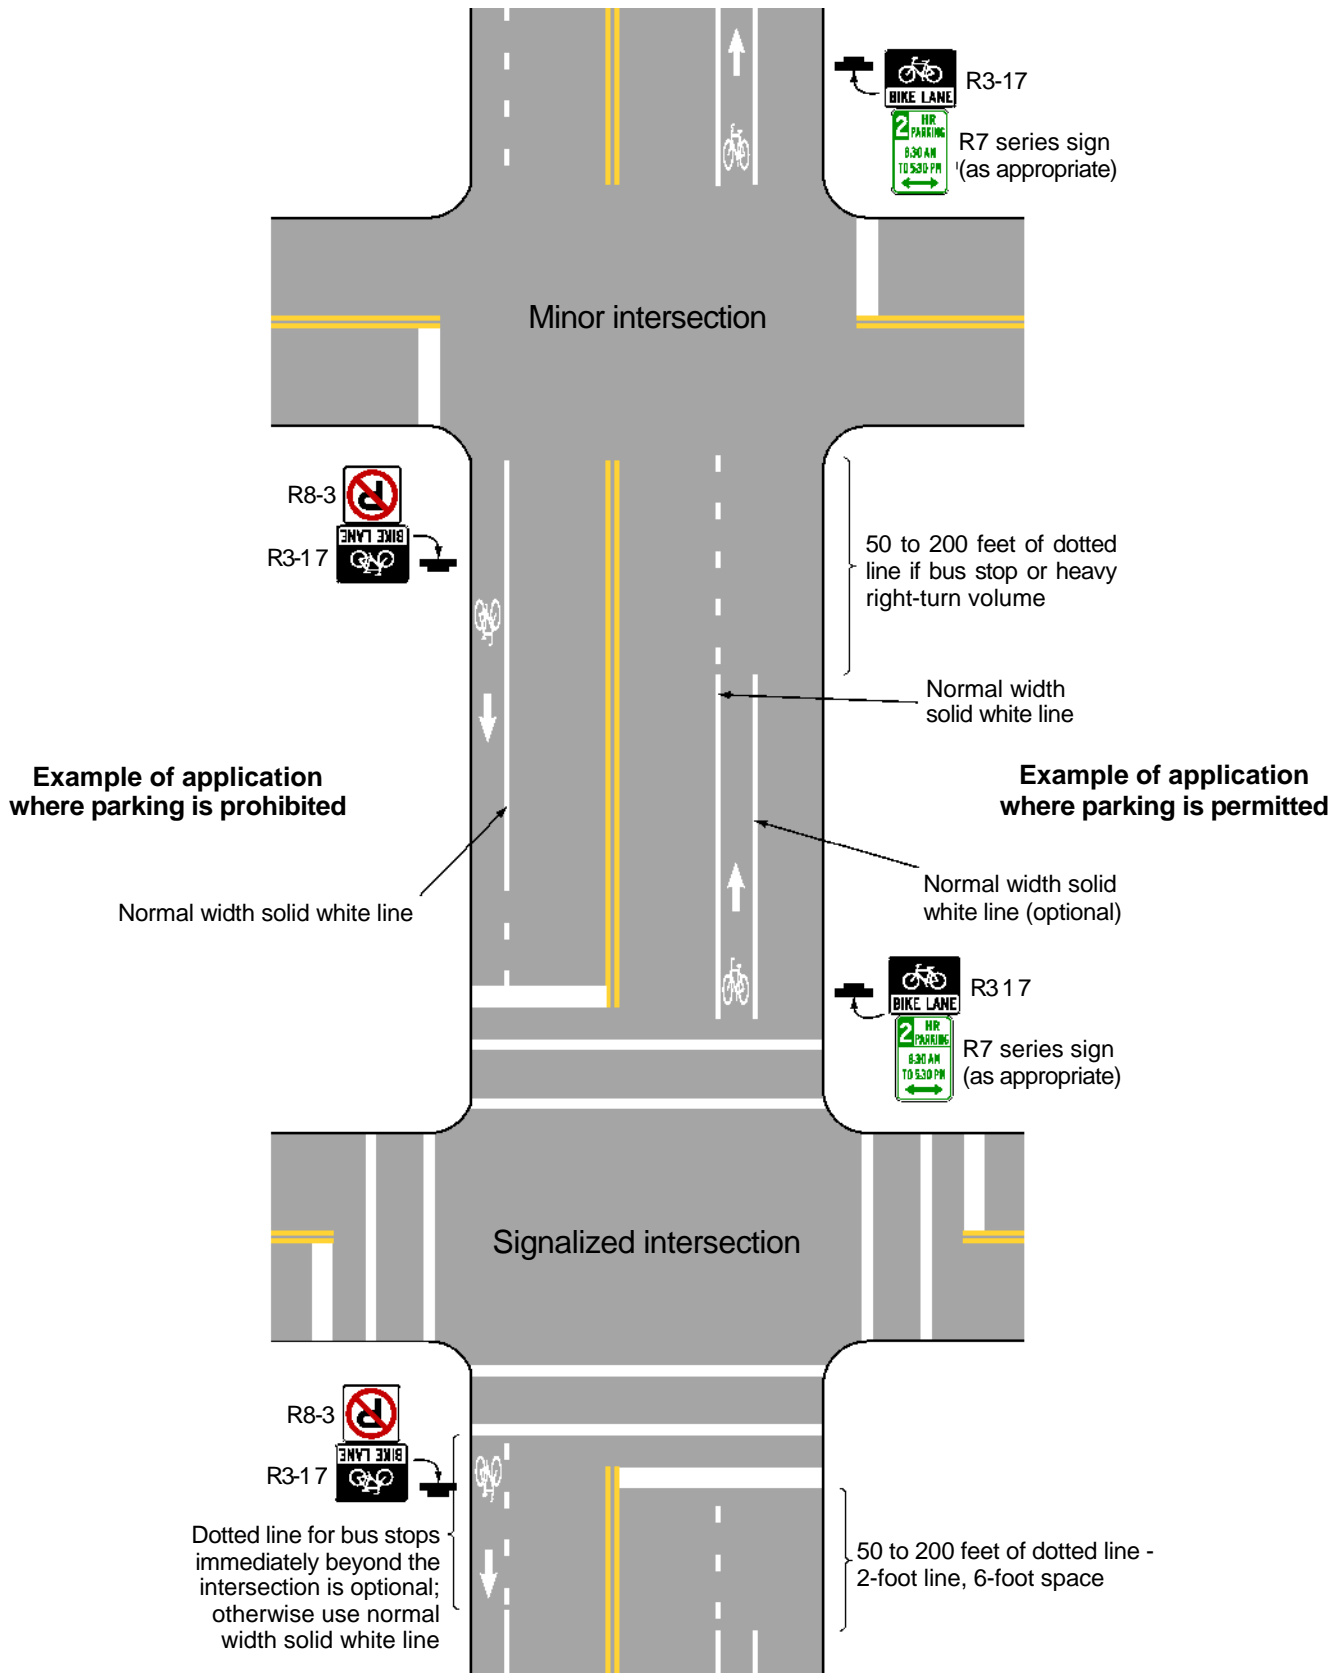 R3-17
BIKE LANE
2 HR
PARKING
8:30 AM
TO 5:30 PM
R7 series sign
(as appropriate)
Minor intersection
R8-3
P
BIKE LANE
R3-17
50 to 200 feet of dotted
line if bus stop or heavy
right-turn volume
Normal width
solid white line
Example of application
where parking is prohibited
Example of application
where parking is permitted
Normal width solid white line
Normal width solid
white line (optional)
R3 17
BIKE LANE
2 HR
PARKING
8:30 AM
TO 5:30 PM
R7 series sign
(as appropriate)
Signalized intersection
R8-3
P
BIKE LANE
R3-17
Dotted line for bus stops
immediately beyond the
intersection is optional;
otherwise use normal
width solid white line
50 to 200 feet of dotted line -
2-foot line, 6-foot space